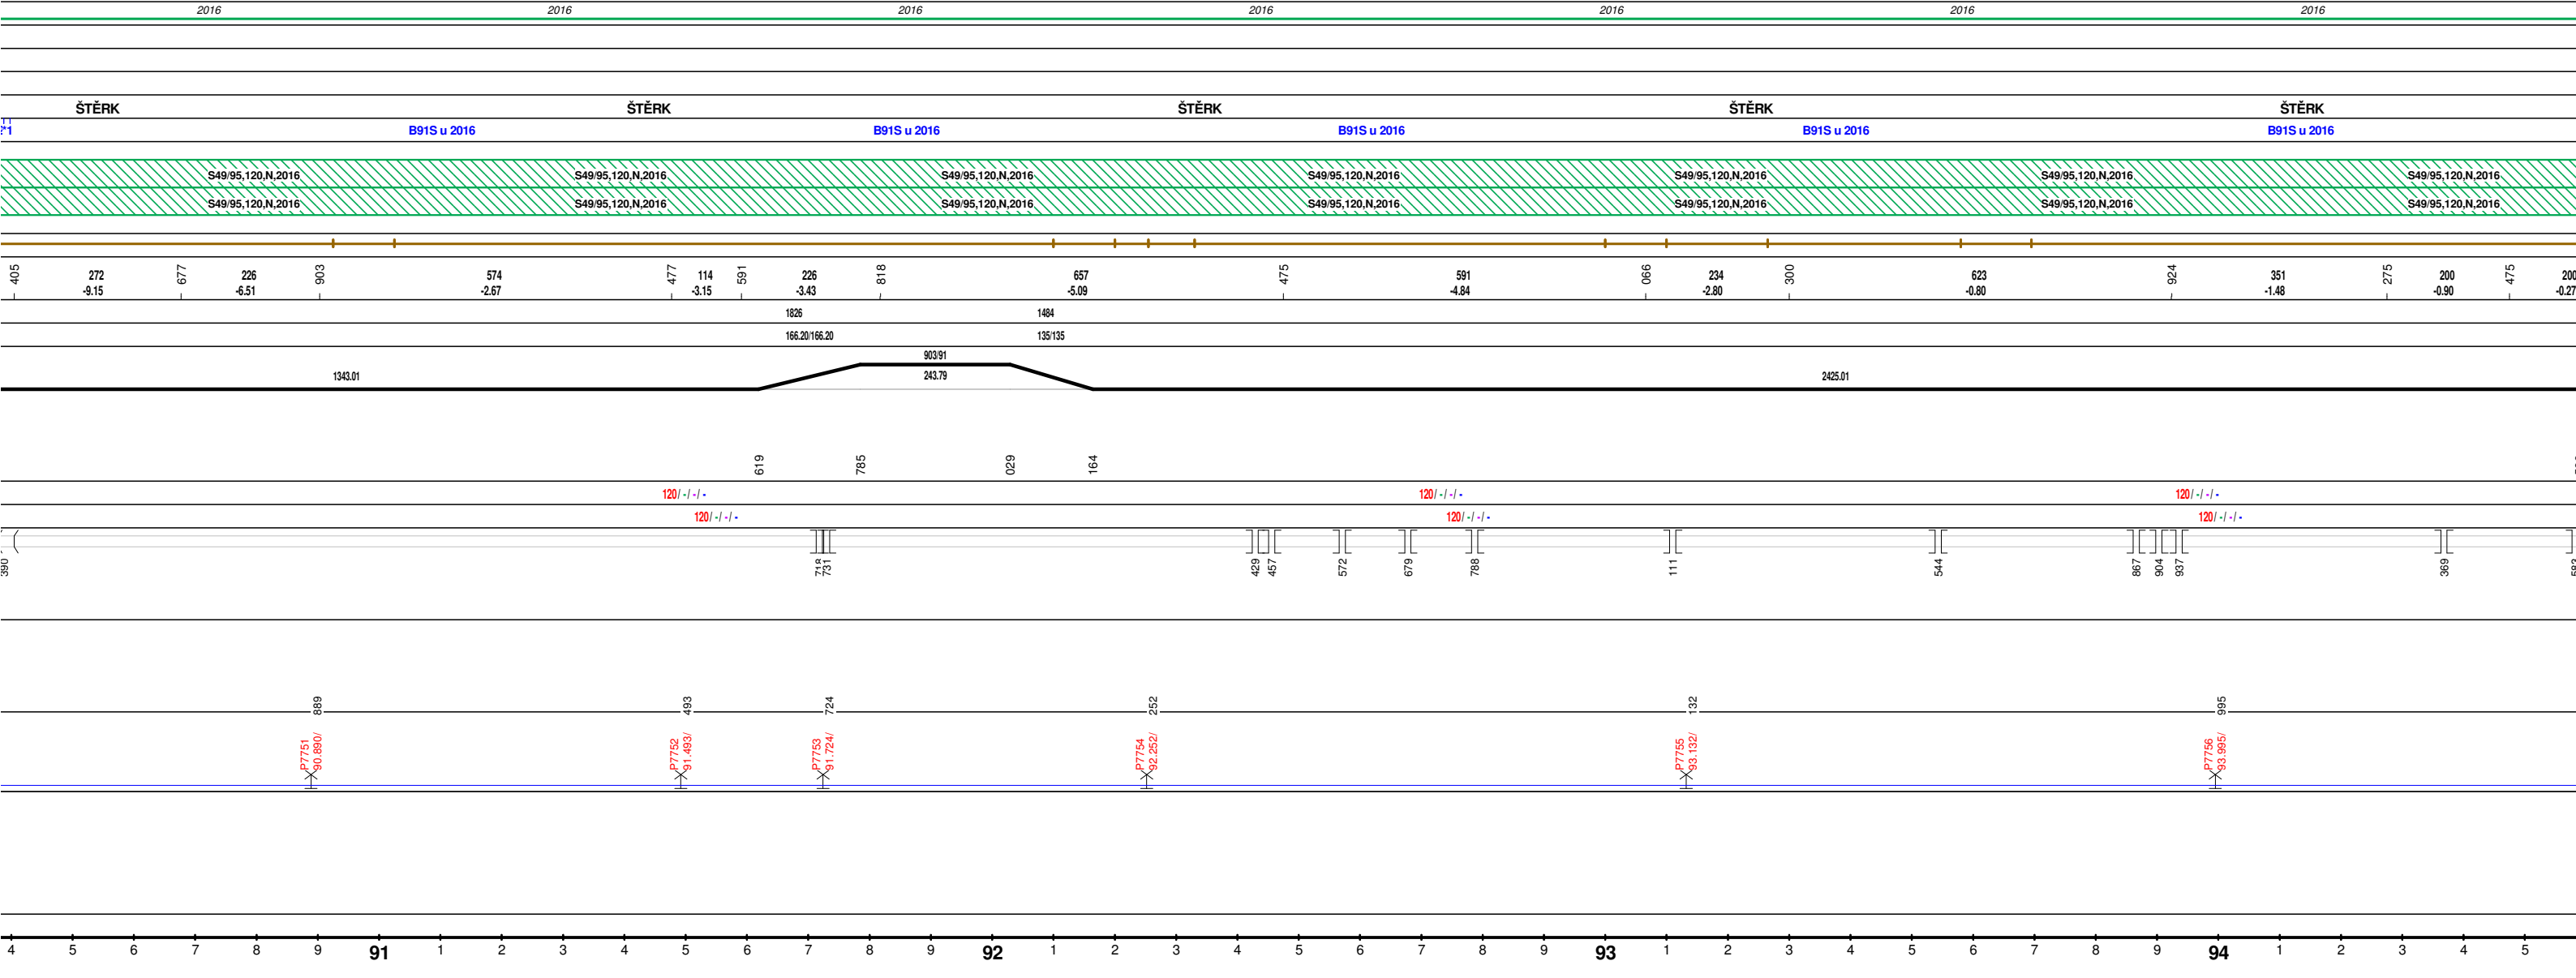 2016 2016 2016 2016 2016 2016 2016
ŠTĚRK ŠTĚRK ŠTĚRK ŠTĚRK ŠTĚRK
B91S u 2016 B91S u 2016 B91S u 2016 B91S u 2016 B91S u 2016
S49/95,120,N,2016 S49/95,120,N,2016 S49/95,120,N,2016 S49/95,120,N,2016 S49/95,120,N,2016 S49/95,120,N,2016 S49/95,120,N,2016
S49/95,120,N,2016 S49/95,120,N,2016 S49/95,120,N,2016 S49/95,120,N,2016 S49/95,120,N,2016 S49/95,120,N,2016 S49/95,120,N,2016
405 272 677 226 903 574 477 114 591 226 818 657 475 591 066 234 300 623 924 351 275 200 475 200
-9.15 -6.51 -2.67 -3.15 -3.43 -5.09 -4.84 -2.80 -0.80 -1.48 -0.90 -0.27
1826 1484
166.20/166.20 135/135
903/91
1343.01 243.79 2425.01
619 785 029 164
120/ -/ -/ - 120/ -/ -/ - 120/ -/ -/ -
120/ -/ -/ - 120/ -/ -/ - 120/ -/ -/ -
390 718 731 429 457 572 679 788 111 544 867 904 937 369 583
889 493 724 252 132 995
P7751 P7752 P7753 P7754 P7755 P7756
90.890/ 91.493/ 91.724/ 92.252/ 93.132/ 93.995/
4 5 6 7 8 9 91 1 2 3 4 5 6 7 8 9 92 1 2 3 4 5 6 7 8 9 93 1 2 3 4 5 6 7 8 9 94 1 2 3 4 5